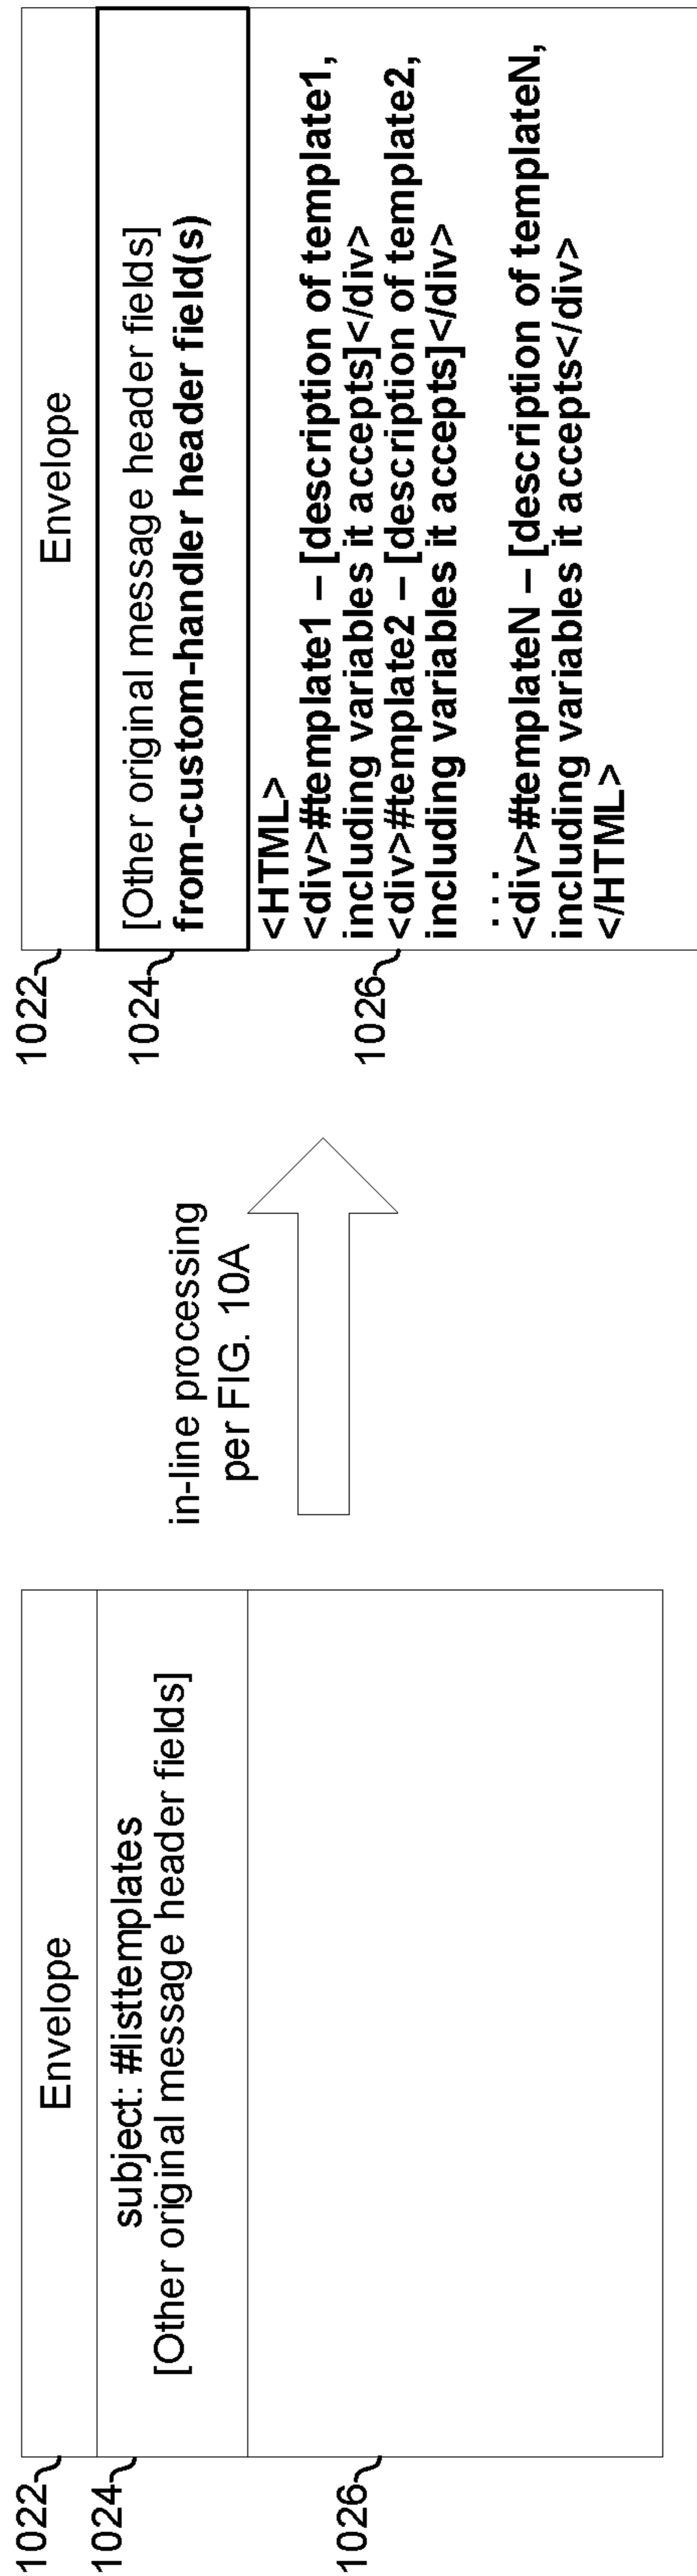 1022
Envelope
1024
subject: #listtemplates
[Other original message header fields]
1026
in-line processing
per FIG. 10A
1022
Envelope
1024
[Other original message header fields]
from-custom-handler header field(s)
1026
<HTML>
<div>#template1 – [description of template1,
including variables it accepts]</div>
<div>#template2 – [description of template2,
including variables it accepts]</div>
. . .
<div>#templateN – [description of templateN,
including variables it accepts</div>
</HTML>